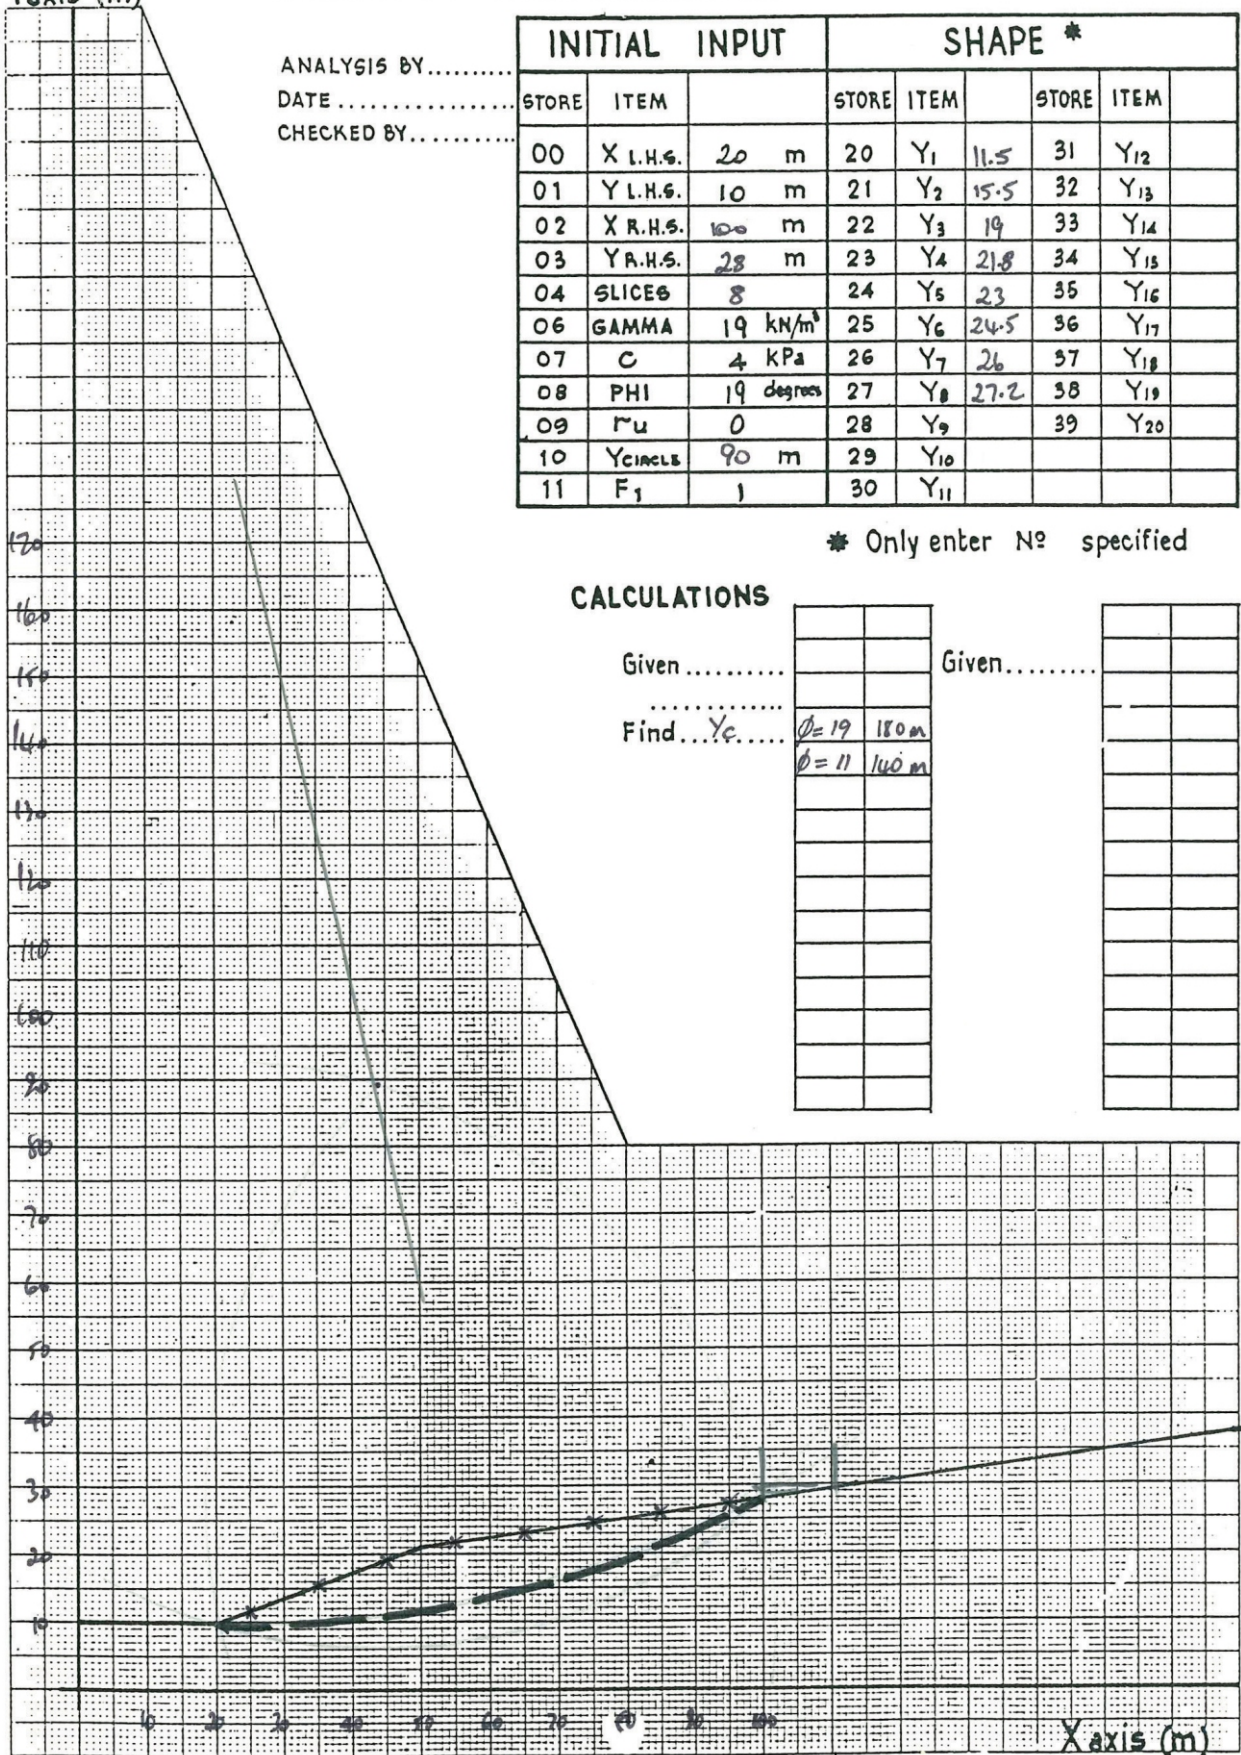 Y axis (m)
ANALYSIS BY..........
DATE..................
CHECKED BY...........
INITIAL INPUT SHAPE *
STORE ITEM STORE ITEM STORE ITEM
00 X L.H.S. 20 m 20 Y1 11.5 31 Y12
01 Y L.H.S. 10 m 21 Y2 15.5 32 Y13
02 X R.H.S. 100 m 22 Y3 19 33 Y14
03 Y R.H.S. 28 m 23 Y4 21.8 34 Y15
04 SLICES 8 24 Y5 23 35 Y16
06 GAMMA 19 kN/m³ 25 Y6 24.5 36 Y17
07 C 4 kPa 26 Y7 26 37 Y18
08 PHI 19 degrees 27 Y8 27.2 38 Y19
09 ru 0 28 Y9 39 Y20
10 YCIRCLE 90 m 29 Y10
11 F1 1 30 Y11
* Only enter Nº specified
CALCULATIONS
Given.......... Given.........
.............
Find...Yc..... φ=19 180m
φ=11 140m
160
150
140
130
120
110
100
90
80
70
60
50
40
30
20
10
10 20 30 40 50 60 70 80 90 100
X axis (m)